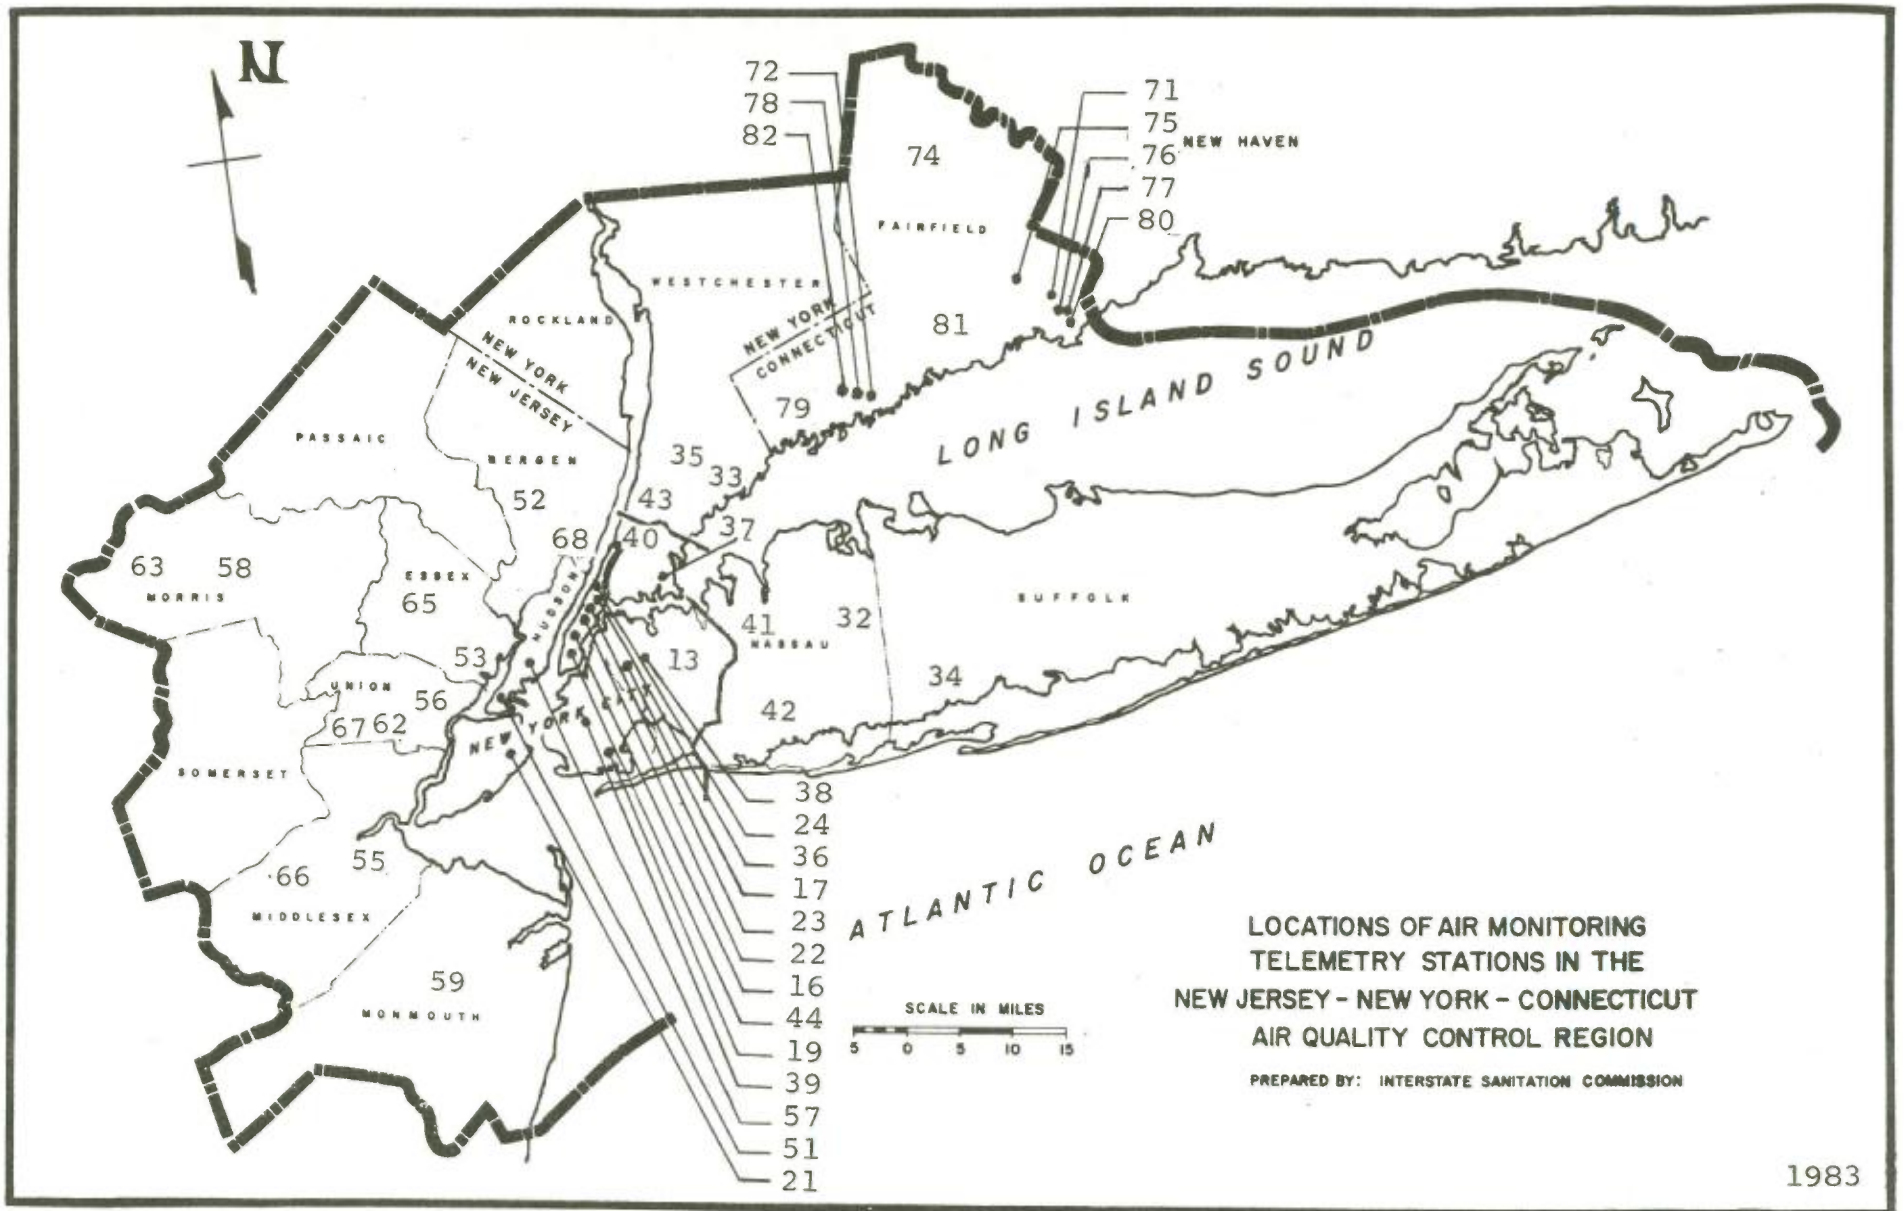 N
72
78
82
71
75
76
77
80
NEW HAVEN
74
FAIRFIELD
WESTCHESTER
ROCKLAND
NEW YORK
CONNECTICUT
NEW YORK
NEW JERSEY
81
79
LONG ISLAND SOUND
PASSAIC
BERGEN
52
35
33
43
37
68
40
63
58
MORRIS
ESSEX
65
HUDSON
41
32
NASSAU
SUFFOLK
53
13
34
UNION
56
67
62
42
NEW YORK CITY
SOMERSET
38
24
36
17
23
22
16
44
19
39
57
51
21
55
66
MIDDLESEX
59
MONMOUTH
ATLANTIC OCEAN
SCALE IN MILES
5 0 5 10 15
LOCATIONS OF AIR MONITORING
TELEMETRY STATIONS IN THE
NEW JERSEY - NEW YORK - CONNECTICUT
AIR QUALITY CONTROL REGION
PREPARED BY: INTERSTATE SANITATION COMMISSION
1983